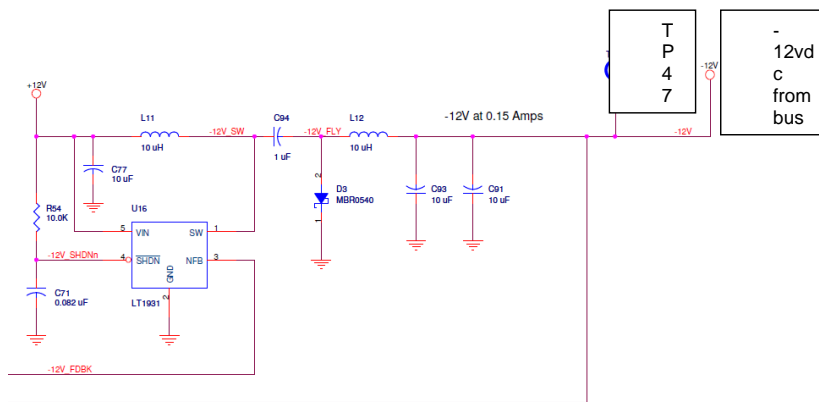 T
P
4
7
-
12vd
c
from
bus
T
-12V
+12V
L11
10 uH
-12V_SW
C94
1 uF
-12V_FLY
L12
10 uH
-12V at 0.15 Amps
-12V
C77
10 uF
R54
10.0K
U16
5
VIN
SW
1
2
D3
MBR0540
1
C93
10 uF
C91
10 uF
-12V_SHDNn
4
SHDN
GND
NFB
3
2
LT1931
C71
0.082 uF
-12V_FDBK